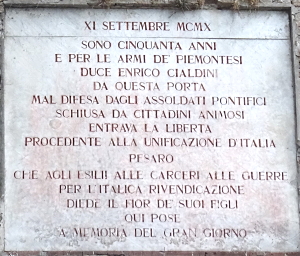 XI SETTEMBRE MCMX
SONO CINQUANTA ANNI
E PER LE ARMI DE' PIEMONTESI
DUCE ENRICO CIALDINI
DA QUESTA PORTA
MAL DIFESA DAGLI ASSOLDATI PONTIFICI
SCHIUSA DA CITTADINI ANIMOSI
ENTRAVA LA LIBERTA
PROCEDENTE ALLA UNIFICAZIONE D'ITALIA
PESARO
CHE AGLI ESILII ALLE CARCERI ALLE GUERRE
PER L'ITALICA RIVENDICAZIONE
DIEDE IL FIOR DE SUOI FIGLI
QUI POSE
A MEMORIA DEL GRAN GIORNO